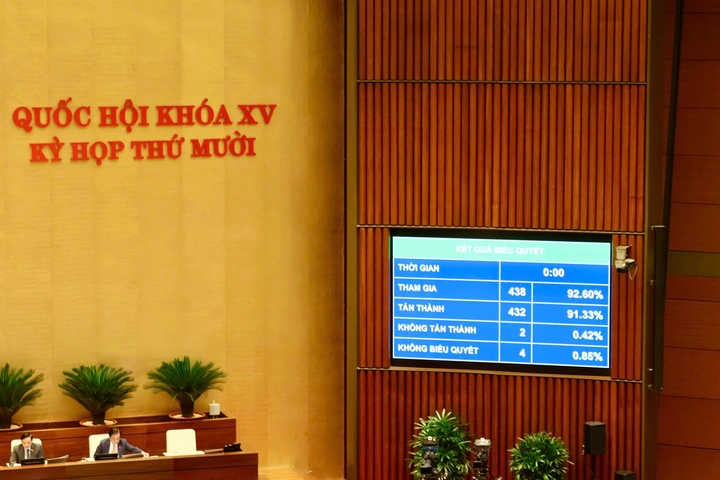 QUỐC HỘI KHÓA XV
KỲ HỌP THỨ MƯỜI
KẾT QUẢ BIỂU QUYẾT
THỜI GIAN 0:00
THAM GIA 438 92.60%
TÁN THÀNH 432 91.33%
KHÔNG TÁN THÀNH 2 0.42%
KHÔNG BIỂU QUYẾT 4 0.85%